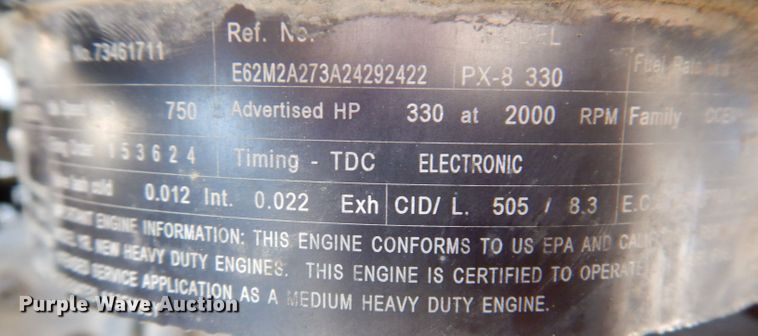 Ref. No.
No. 73461711
E62M2A273A24292422 PX-8 330
750 Advertised HP 330 at 2000 RPM Family
153624 Timing - TDC ELECTRONIC
lash cold 0.012 Int. 0.022 Exh CID/ L. 505 / 8.3 E.C.
ENGINE INFORMATION: THIS ENGINE CONFORMS TO US EPA AND
NEW HEAVY DUTY ENGINES. THIS ENGINE IS CERTIFIED TO OPERATE
SERVICE APPLICATION AS A MEDIUM HEAVY DUTY ENGINE.
Purple Wave Auction